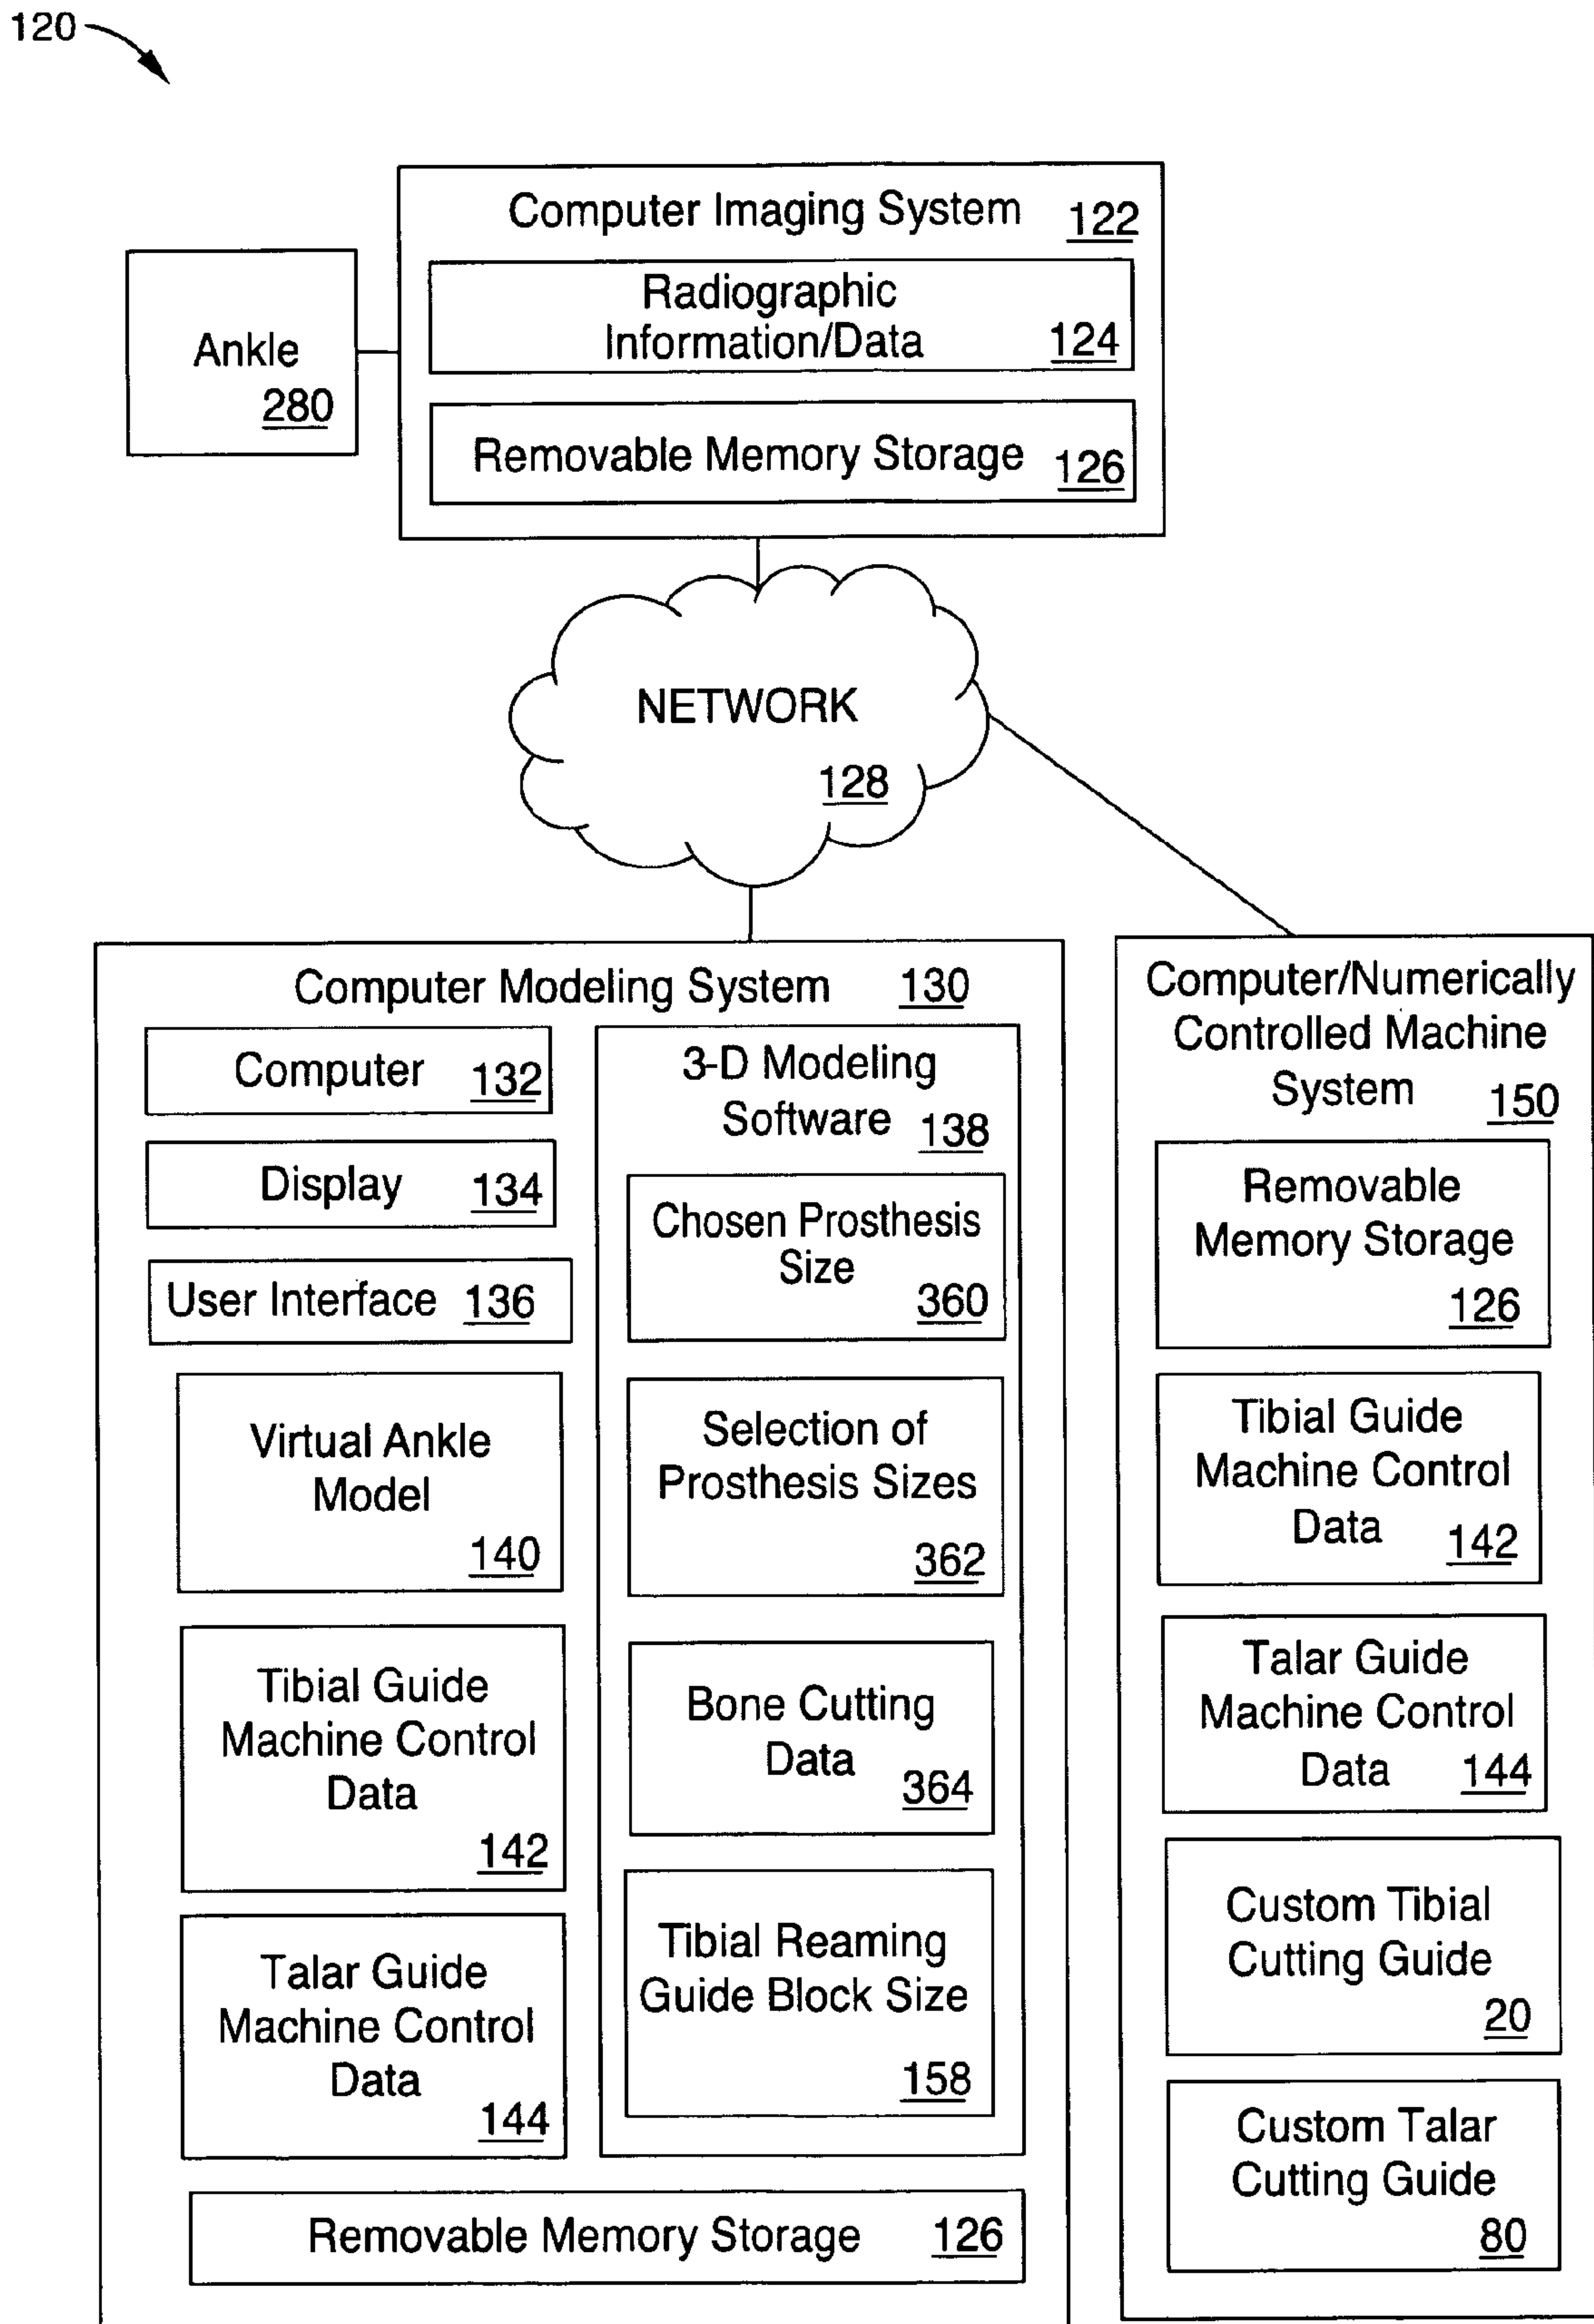 120
Computer Imaging System 122
Radiographic
Information/Data 124
Removable Memory Storage 126
Ankle
280
NETWORK
128
Computer Modeling System 130
Computer 132
Display 134
User Interface 136
Virtual Ankle
Model
140
Tibial Guide
Machine Control
Data
142
Talar Guide
Machine Control
Data
144
3-D Modeling
Software 138
Chosen Prosthesis
Size
360
Selection of
Prosthesis Sizes
362
Bone Cutting
Data 364
Tibial Reaming
Guide Block Size
158
Removable Memory Storage 126
Computer/Numerically
Controlled Machine
System 150
Removable
Memory Storage
126
Tibial Guide
Machine Control
Data 142
Talar Guide
Machine Control
Data 144
Custom Tibial
Cutting Guide
20
Custom Talar
Cutting Guide
80